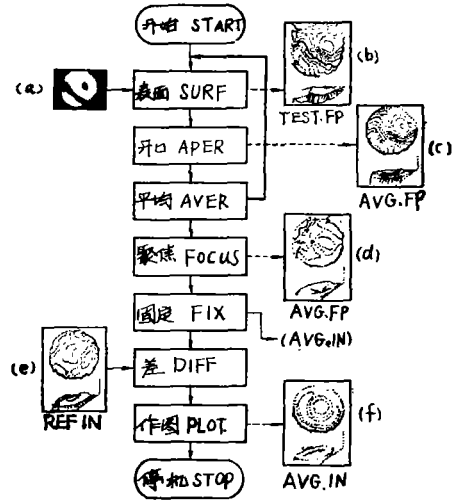 开始 START
(a)
表面 SURF
(b)
TEST.FP
开口 APER
(c)
AVG.FP
平均 AVER
聚焦 FOCUS
(d)
AVG.FP
固定 FIX
(AVG.IN)
(e)
差 DIFF
REF IN
作图 PLOT
(f)
停机 STOP
AVG.IN